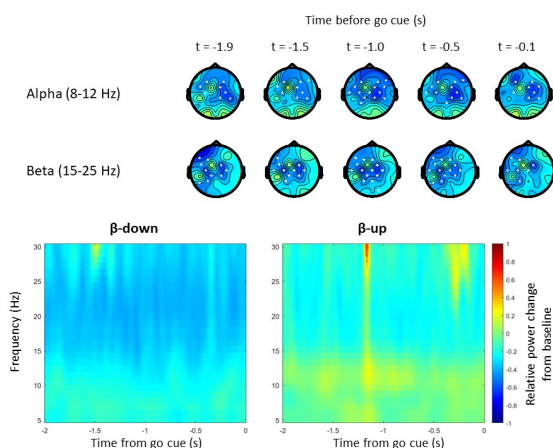 Time before go cue (s)
t = -1.9 t = -1.5 t = -1.0 t = -0.5 t = -0.1
Alpha (8-12 Hz)
Beta (15-25 Hz)
β-down β-up
Frequency (Hz)
30
25
20
15
10
5
-2 -1.5 -1 -0.5 0
Time from go cue (s)
30
25
20
15
10
5
-2 -1.5 -1 -0.5 0
Time from go cue (s)
1
0.8
0.6
0.4
0.2
0
-0.2
-0.4
-0.6
-0.8
-1
Relative power change
from baseline